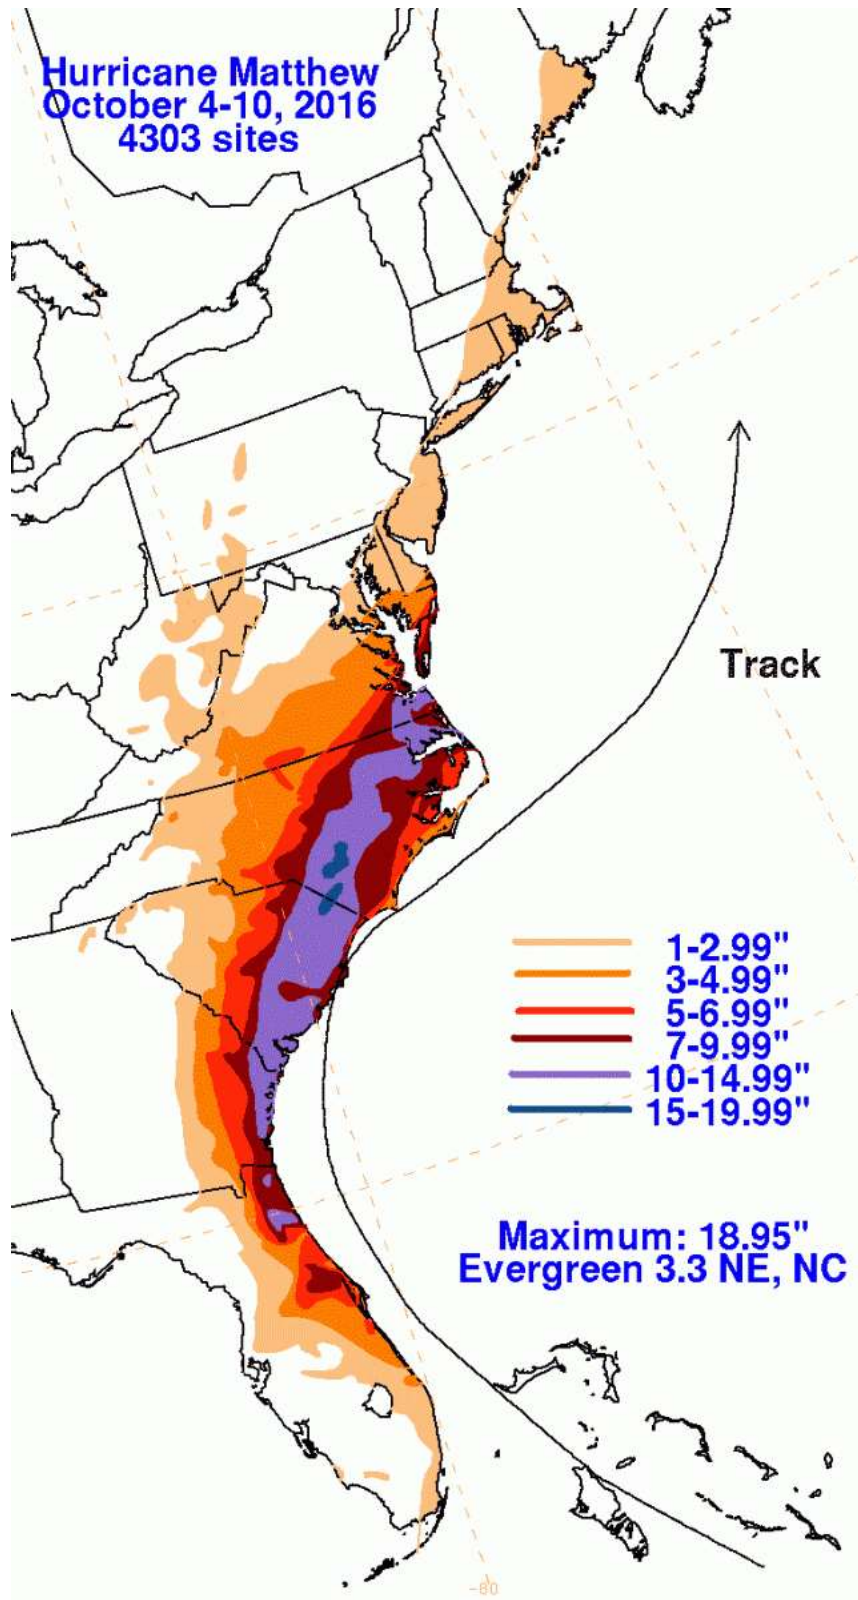 Hurricane Matthew
October 4-10, 2016
4303 sites
Track
1-2.99"
3-4.99"
5-6.99"
7-9.99"
10-14.99"
15-19.99"
Maximum: 18.95"
Evergreen 3.3 NE, NC
-80